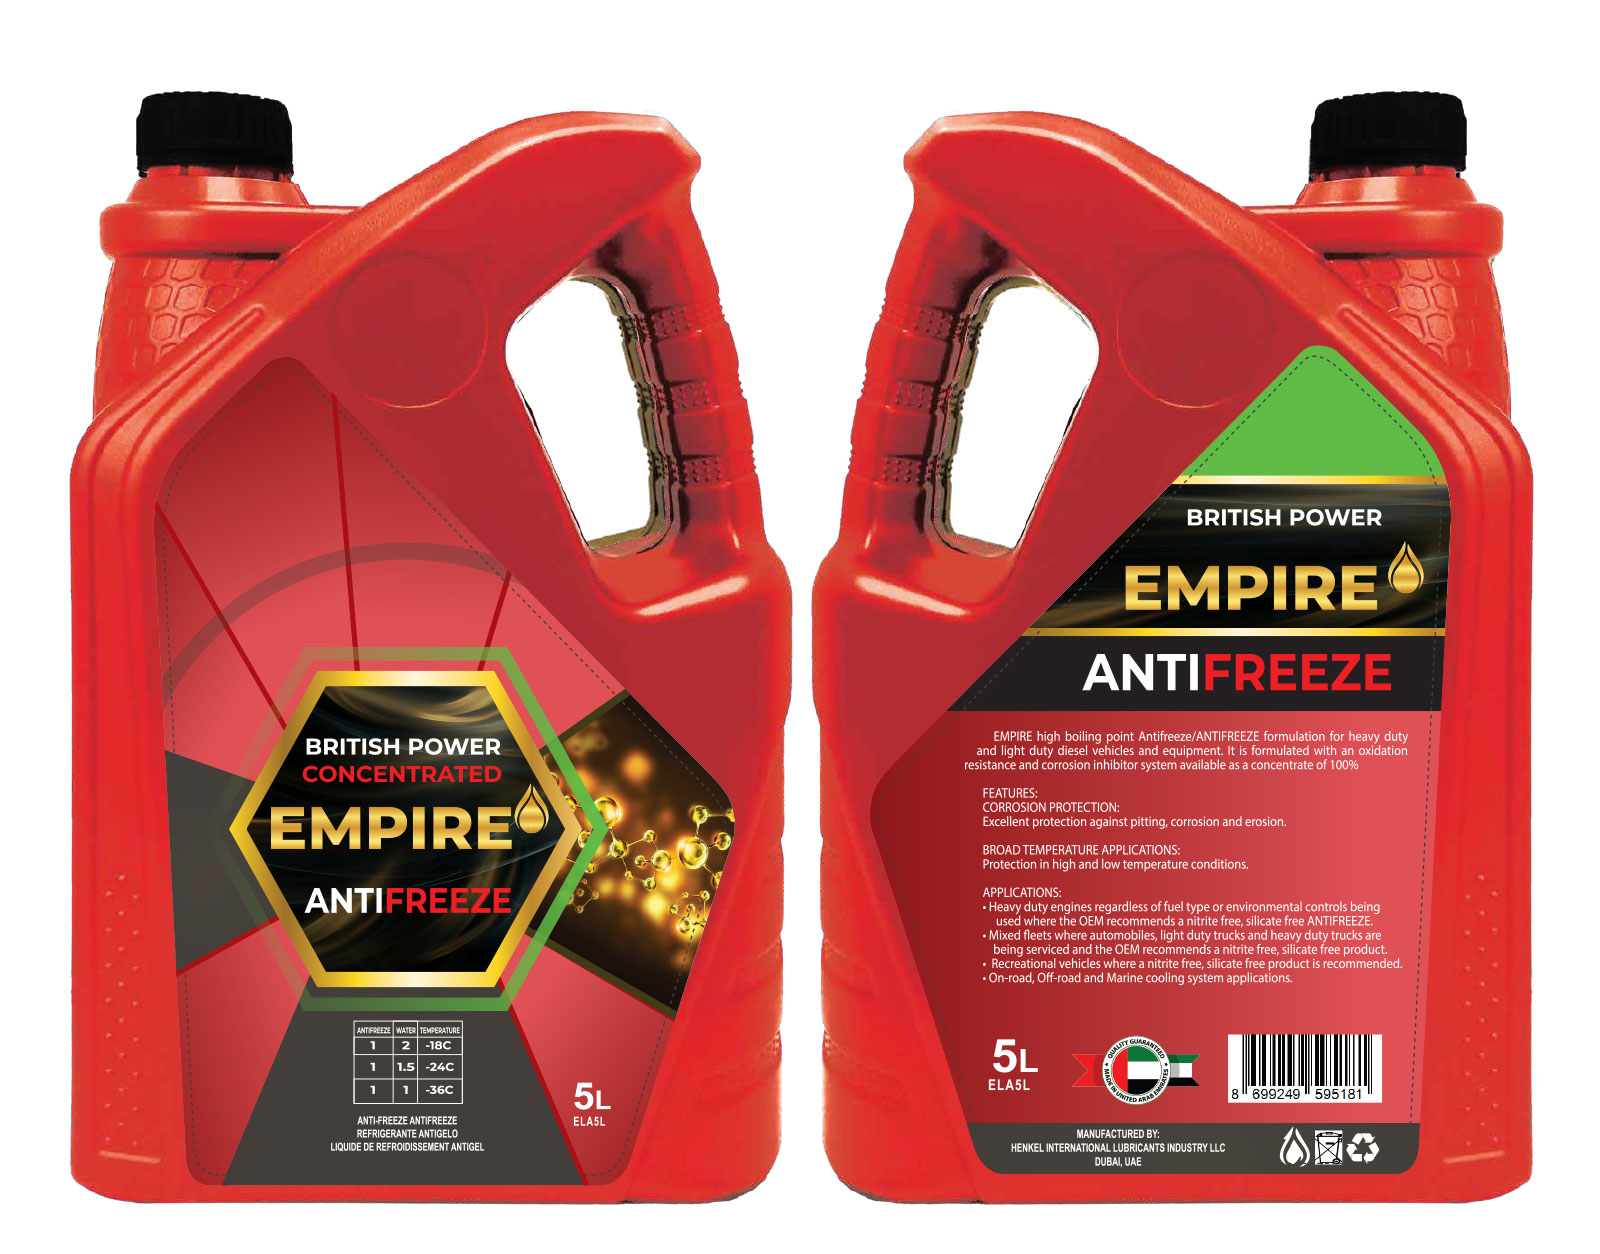 BRITISH POWER
CONCENTRATED
EMPIRE
ANTIFREEZE
ANTIFREEZE WATER TEMPERATURE
1 2 -18C
1 1.5 -24C
1 1 -36C
ANTI-FREEZE ANTIFREEZE
REFRIGERANTE ANTIGELO
LIQUIDE DE REFROIDISSEMENT ANTIGEL
5L
ELA5L
BRITISH POWER
EMPIRE
ANTIFREEZE
EMPIRE high boiling point Antifreeze/ANTIFREEZE formulation for heavy duty
and light duty diesel vehicles and equipment. It is formulated with an oxidation
resistance and corrosion inhibitor system available as a concentrate of 100%
FEATURES:
CORROSION PROTECTION:
Excellent protection against pitting, corrosion and erosion.
BROAD TEMPERATURE APPLICATIONS:
Protection in high and low temperature conditions.
APPLICATIONS:
• Heavy duty engines regardless of fuel type or environmental controls being
used where the OEM recommends a nitrite free, silicate free ANTIFREEZE.
• Mixed fleets where automobiles, light duty trucks and heavy duty trucks are
being serviced and the OEM recommends a nitrite free, silicate free product.
• Recreational vehicles where a nitrite free, silicate free product is recommended.
• On-road, Off-road and Marine cooling system applications.
5L
ELA5L
QUALITY GUARANTEED
MADE IN UNITED ARAB EMIRATES
8 699249 595181
MANUFACTURED BY:
HENKEL INTERNATIONAL LUBRICANTS INDUSTRY LLC
DUBAI, UAE